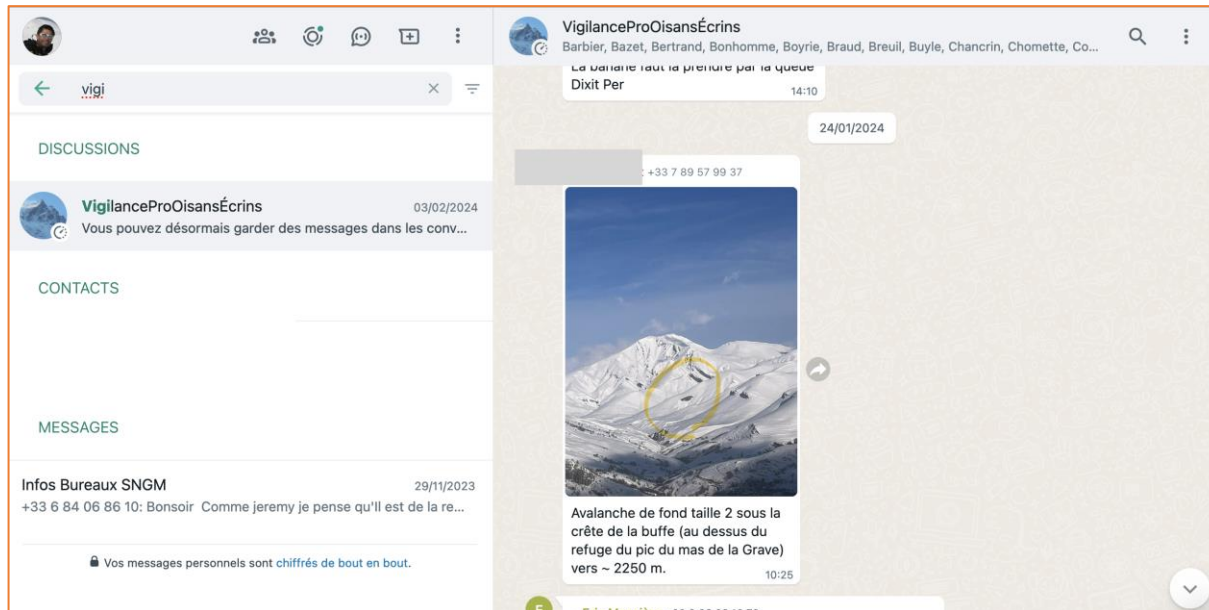 vigi
DISCUSSIONS
VigilanceProOisansÉcrins
03/02/2024
Vous pouvez désormais garder des messages dans les conv...
CONTACTS
MESSAGES
Infos Bureaux SNGM
29/11/2023
+33 6 84 06 86 10: Bonsoir Comme jeremy je pense qu'Il est de la re...
Vos messages personnels sont chiffrés de bout en bout.
VigilanceProOisansÉcrins
Barbier, Bazet, Bertrand, Bonhomme, Boyrie, Braud, Breuil, Buyle, Chancrin, Chomette, Co...
La banane faut la prendre par la queue
Dixit Per
14:10
24/01/2024
+33 7 89 57 99 37
Avalanche de fond taille 2 sous la
crête de la buffe (au dessus du
refuge du pic du mas de la Grave)
vers ~ 2250 m.
10:25